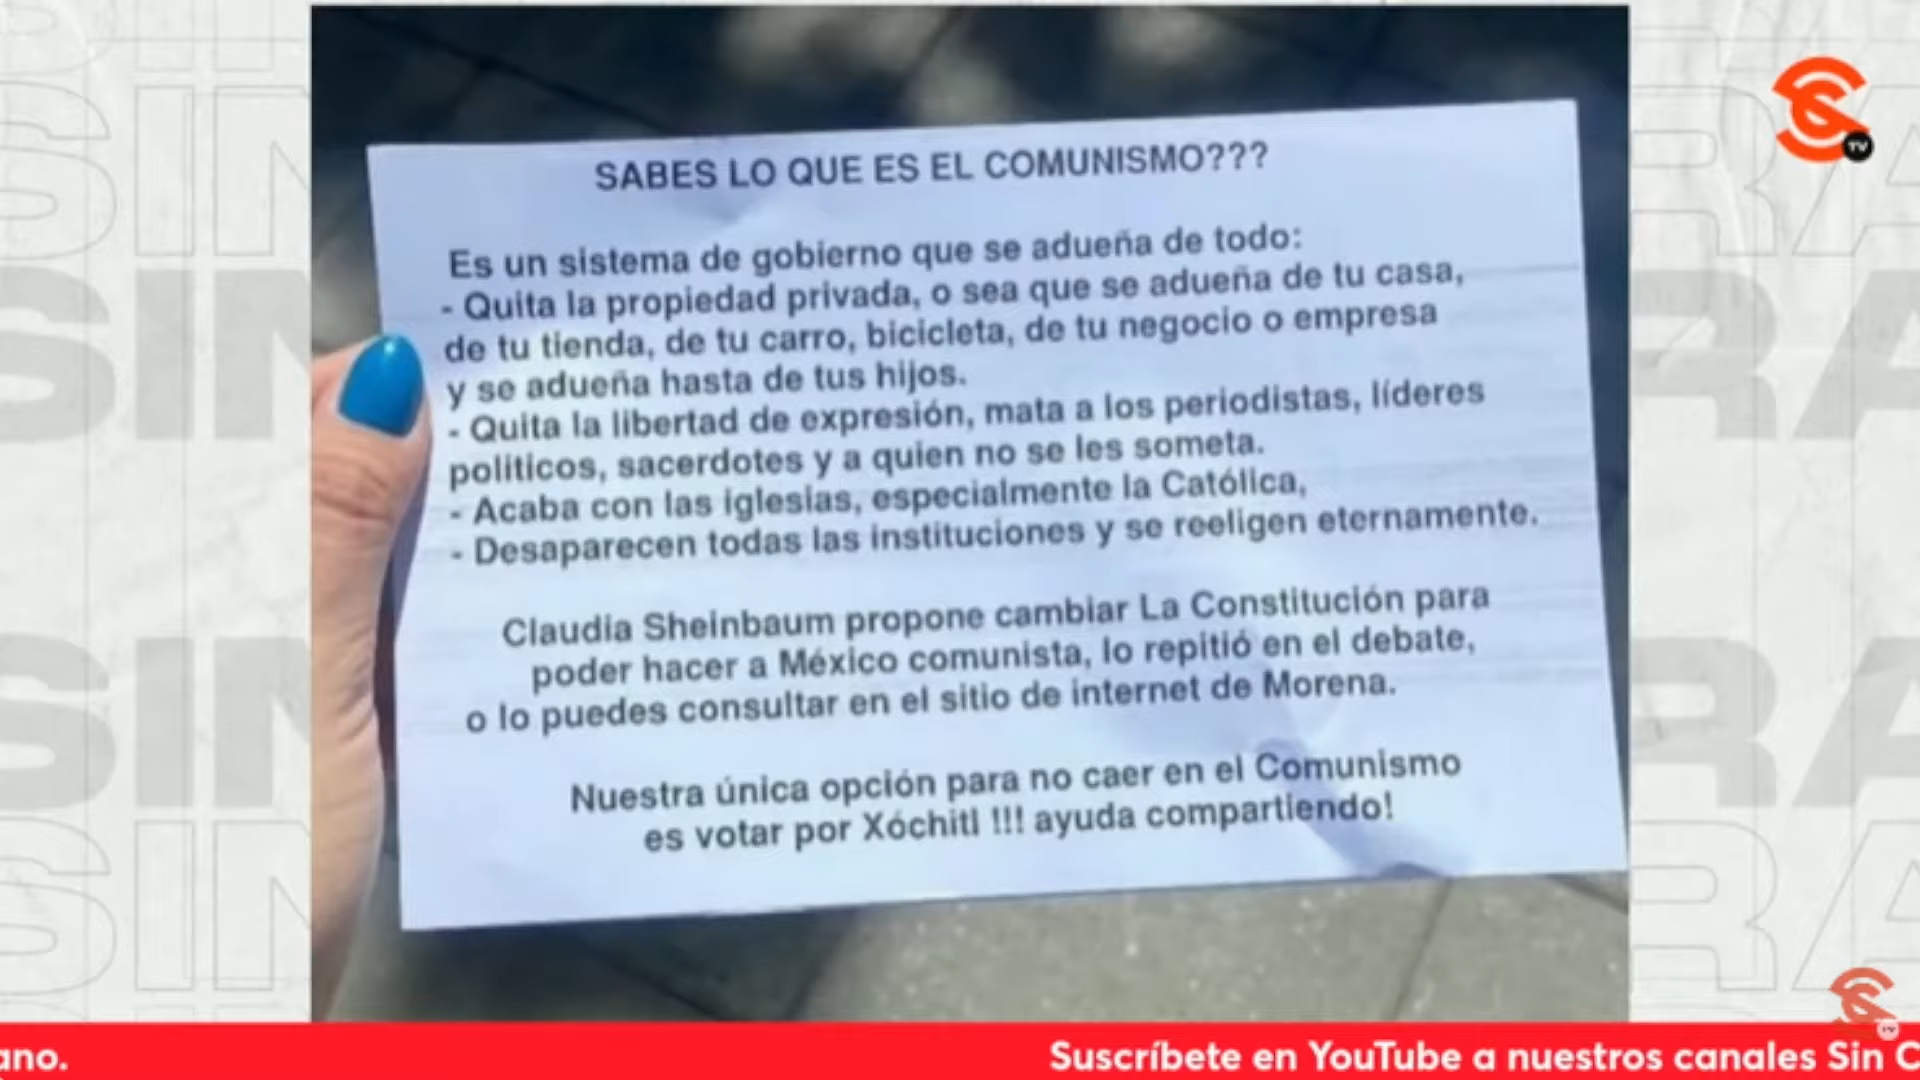 SABES LO QUE ES EL COMUNISMO???
Es un sistema de gobierno que se adueña de todo:
- Quita la propiedad privada, o sea que se adueña de tu casa,
de tu tienda, de tu carro, bicicleta, de tu negocio o empresa
y se adueña hasta de tus hijos.
- Quita la libertad de expresión, mata a los periodistas, líderes
politicos, sacerdotes y a quien no se les someta.
- Acaba con las iglesias, especialmente la Católica,
- Desaparecen todas las instituciones y se reeligen eternamente.
Claudia Sheinbaum propone cambiar La Constitución para
poder hacer a México comunista, lo repitió en el debate,
o lo puedes consultar en el sitio de internet de Morena.
Nuestra única opción para no caer en el Comunismo
es votar por Xóchitl !!! ayuda compartiendo!
TV
ano.
Suscríbete en YouTube a nuestros canales Sin C